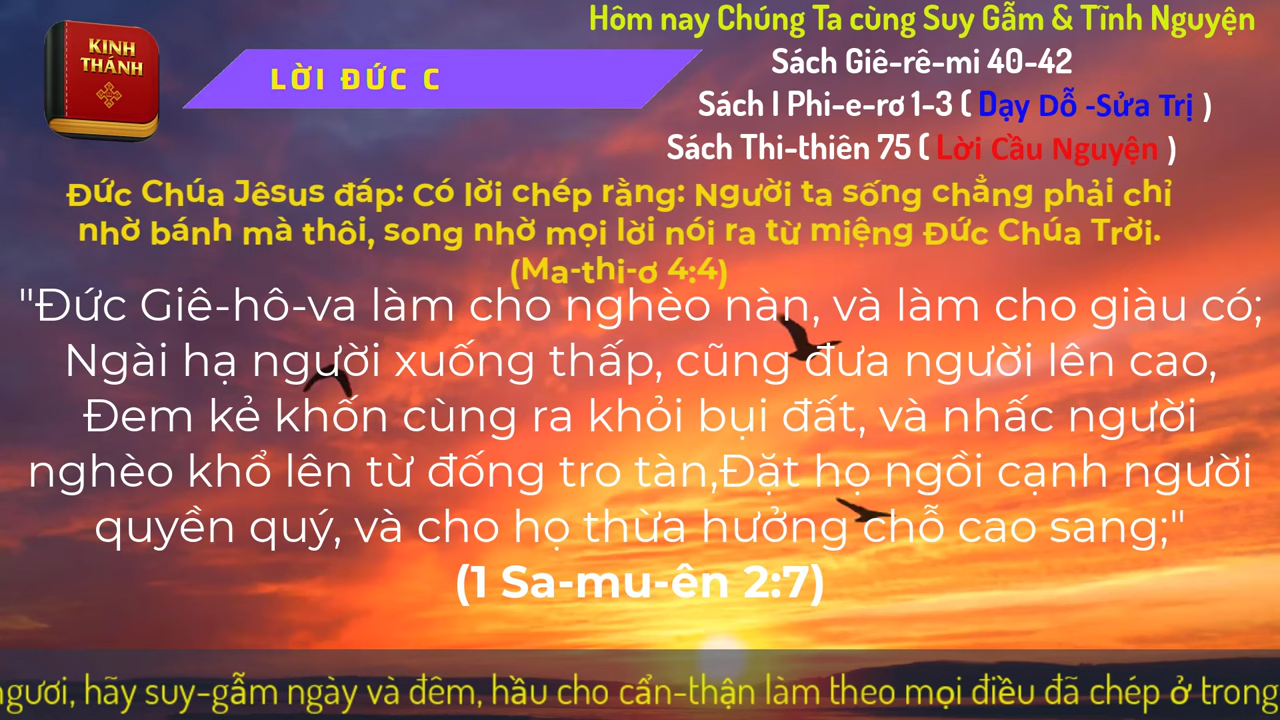 KINH
THÁNH
LỜI ĐỨC C
Hôm nay Chúng Ta cùng Suy Gẫm & Tĩnh Nguyện
Sách Giê-rê-mi 40-42
Sách I Phi-e-rơ 1-3 ( Dạy Dỗ -Sửa Trị )
Sách Thi-thiên 75 ( Lời Cầu Nguyện )
Đức Chúa Jêsus đáp: Có lời chép rằng: Người ta sống chẳng phải chỉ
nhờ bánh mà thôi, song nhờ mọi lời nói ra từ miệng Đức Chúa Trời.
(Ma-thi-ơ 4:4)
"Đức Giê-hô-va làm cho nghèo nàn, và làm cho giàu có;
Ngài hạ người xuống thấp, cũng đưa người lên cao,
Đem kẻ khốn cùng ra khỏi bụi đất, và nhấc người
nghèo khổ lên từ đống tro tàn,Đặt họ ngồi cạnh người
quyền quý, và cho họ thừa hưởng chỗ cao sang;"
(1 Sa-mu-ên 2:7)
ngươi, hãy suy-gẫm ngày và đêm, hầu cho cẩn-thận làm theo mọi điều đã chép ở trong